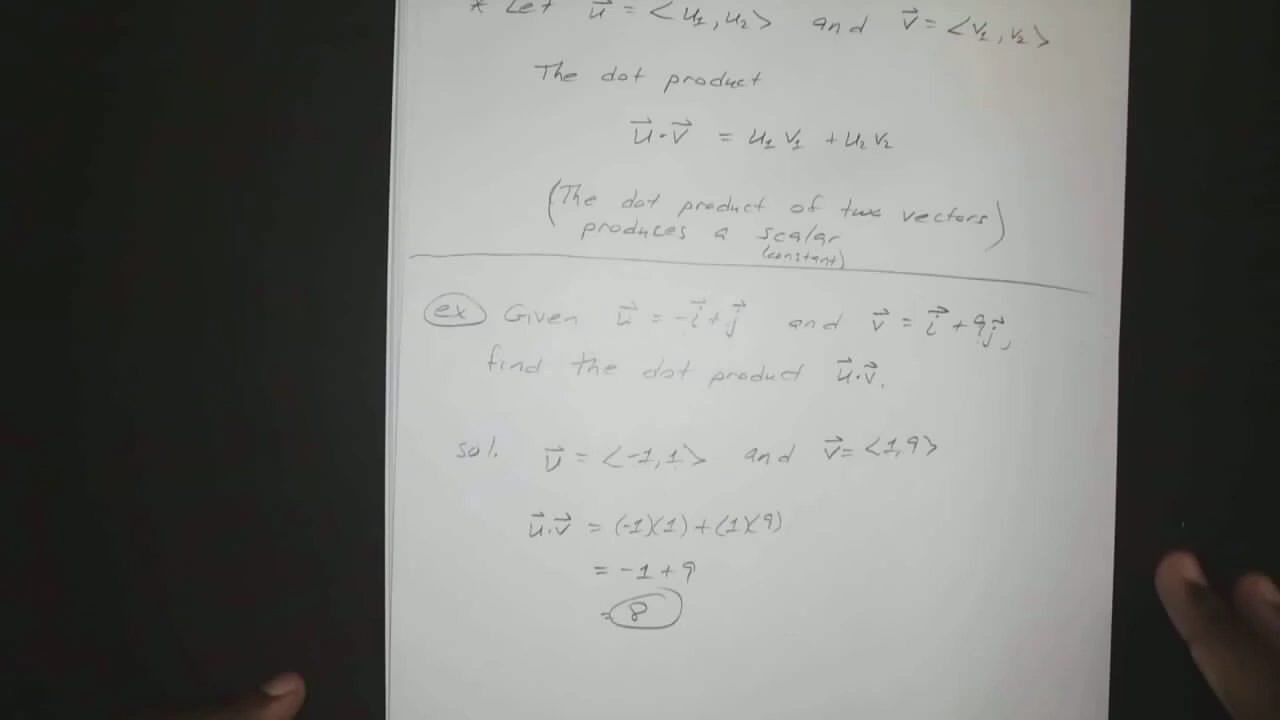 * Let u⃗ = <u₁, u₂> and v⃗ = <v₁, v₂>
The dot product
u⃗·v⃗ = u₁ v₁ + u₂ v₂
(The dot product of two vectors)
produces a scalar
(constant)
ex Given u⃗ = -i⃗ + j⃗ and v⃗ = i⃗ + 9j⃗,
find the dot product u⃗·v⃗.
sol. u⃗ = <-1, 1> and v⃗ = <1, 9>
u⃗·v⃗ = (-1)(1) + (1)(9)
= -1 + 9
= 8